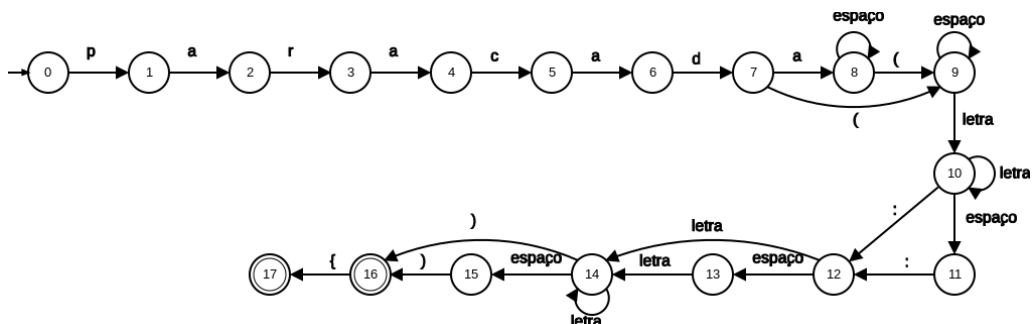 espaço espaço
p a r a c a d a (
0 1 2 3 4 5 6 7 8 9
( letra
10 letra
: espaço
) letra
{ ) espaço letra espaço :
17 16 15 14 13 12 11
letra